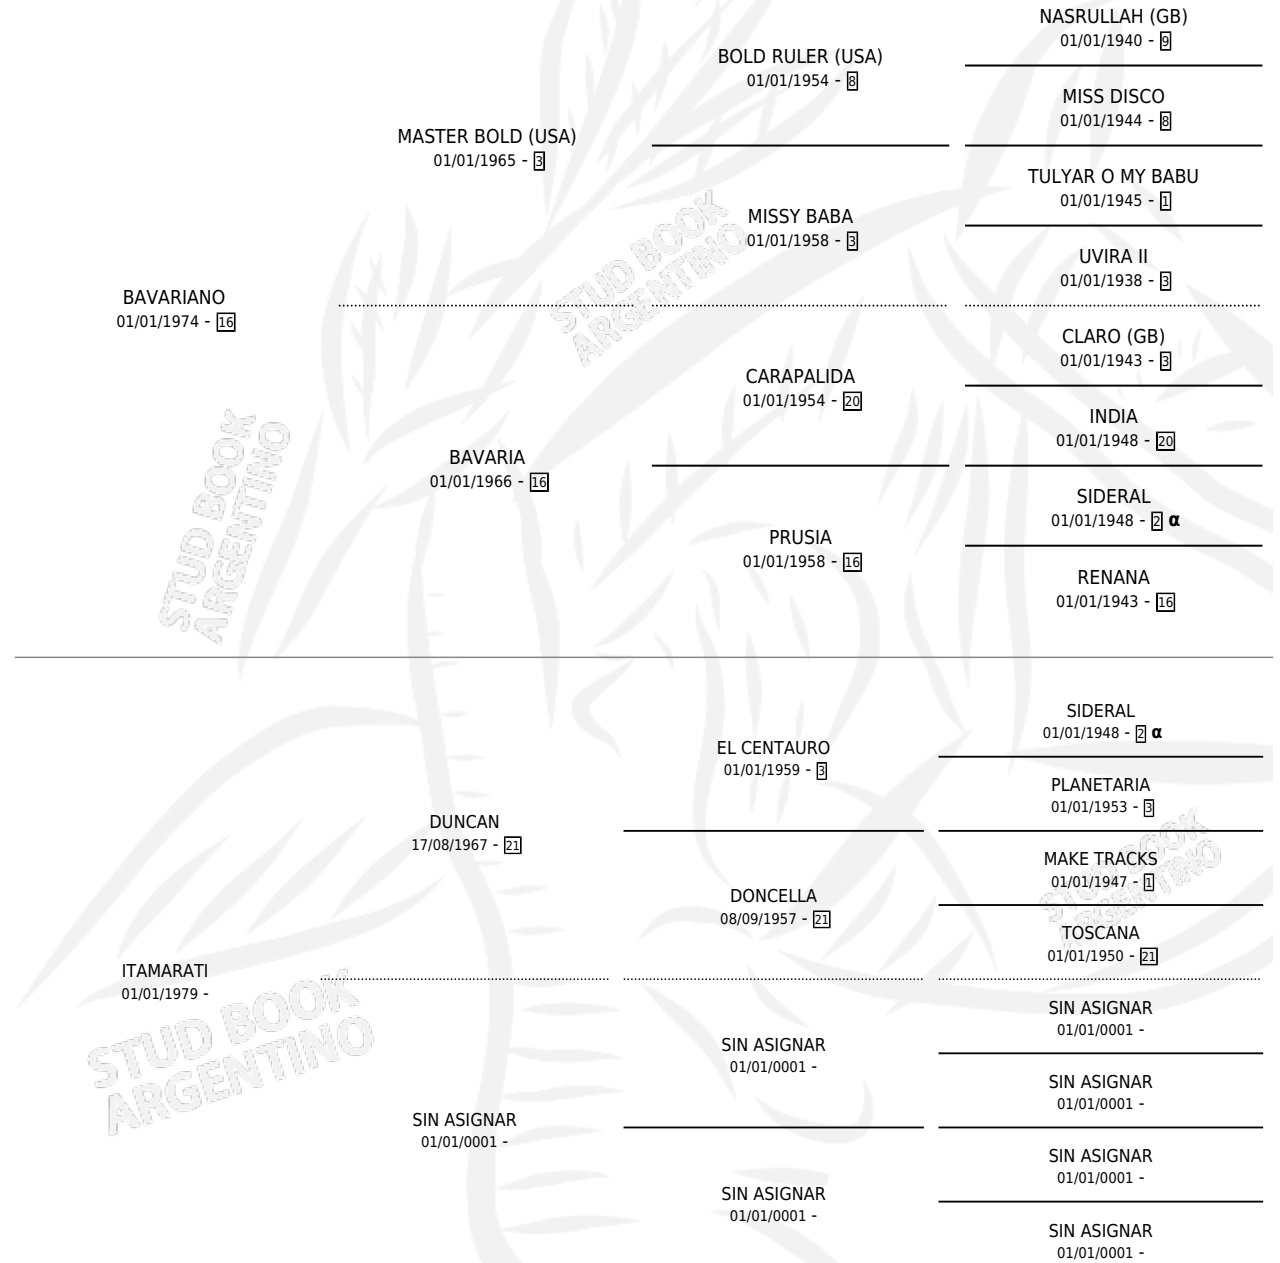 NASRULLAH (GB)
01/01/1940 - 9
BOLD RULER (USA)
01/01/1954 - 8
MISS DISCO
01/01/1944 - 8
MASTER BOLD (USA)
01/01/1965 - 3
TULYAR O MY BABU
01/01/1945 - 1
MISSY BABA
01/01/1958 - 3
UVIRA II
01/01/1938 - 3
BAVARIANO
01/01/1974 - 16
CLARO (GB)
01/01/1943 - 3
CARAPALIDA
01/01/1954 - 20
INDIA
01/01/1948 - 20
BAVARIA
01/01/1966 - 16
SIDERAL
01/01/1948 - 2 α
PRUSIA
01/01/1958 - 16
RENANA
01/01/1943 - 16
SIDERAL
01/01/1948 - 2 α
EL CENTAURO
01/01/1959 - 3
PLANETARIA
01/01/1953 - 3
DUNCAN
17/08/1967 - 21
MAKE TRACKS
01/01/1947 - 1
DONCELLA
08/09/1957 - 21
TOSCANA
01/01/1950 - 21
ITAMARATI
01/01/1979 -
SIN ASIGNAR
01/01/0001 -
SIN ASIGNAR
01/01/0001 -
SIN ASIGNAR
01/01/0001 -
SIN ASIGNAR
01/01/0001 -
SIN ASIGNAR
01/01/0001 -
SIN ASIGNAR
01/01/0001 -
SIN ASIGNAR
01/01/0001 -
STUD BOOK
ARGENTINO
STUD BOOK
ARGENTINO
STUD BOOK
ARGENTINO
STUD BOOK
ARGENTINO